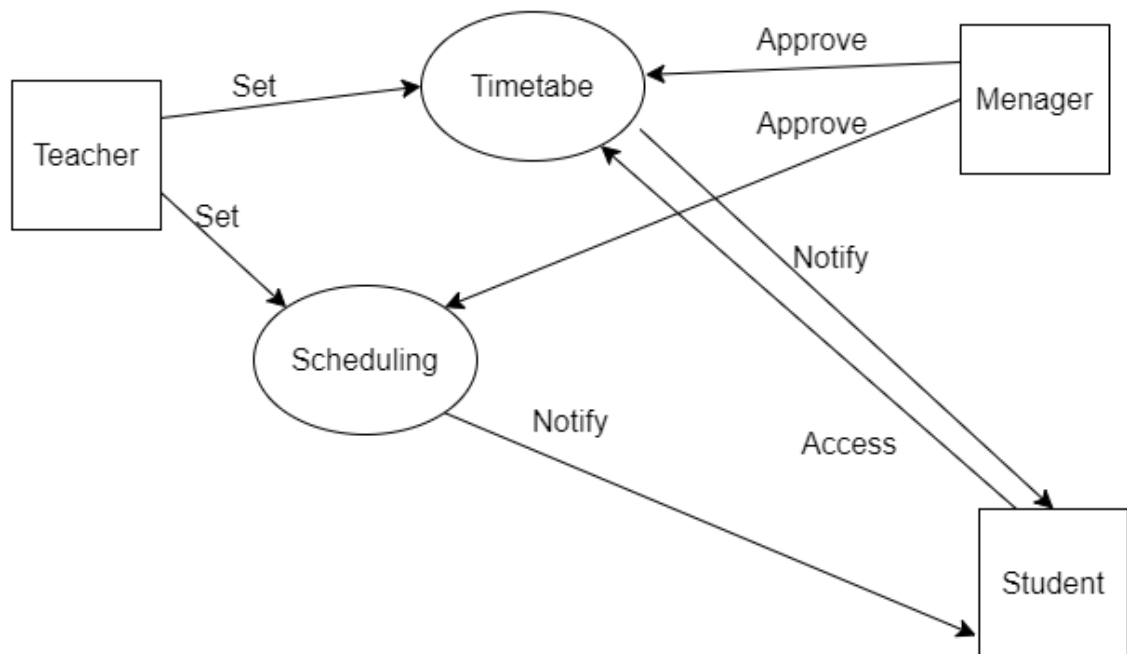 Approve
Set
Timetabe
Menager
Approve
Teacher
Set
Notify
Scheduling
Notify
Access
Student